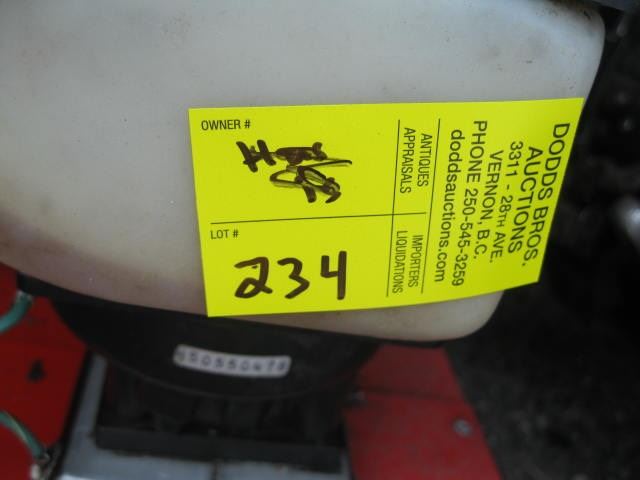 DODDS BROS.
AUCTIONS
3311 - 28TH AVE.
VERNON, B.C.
PHONE 250-545-3259
doddsauctions.com
ANTIQUES
APPRAISALS
IMPORTERS
LIQUIDATIONS
OWNER #
LOT #
234